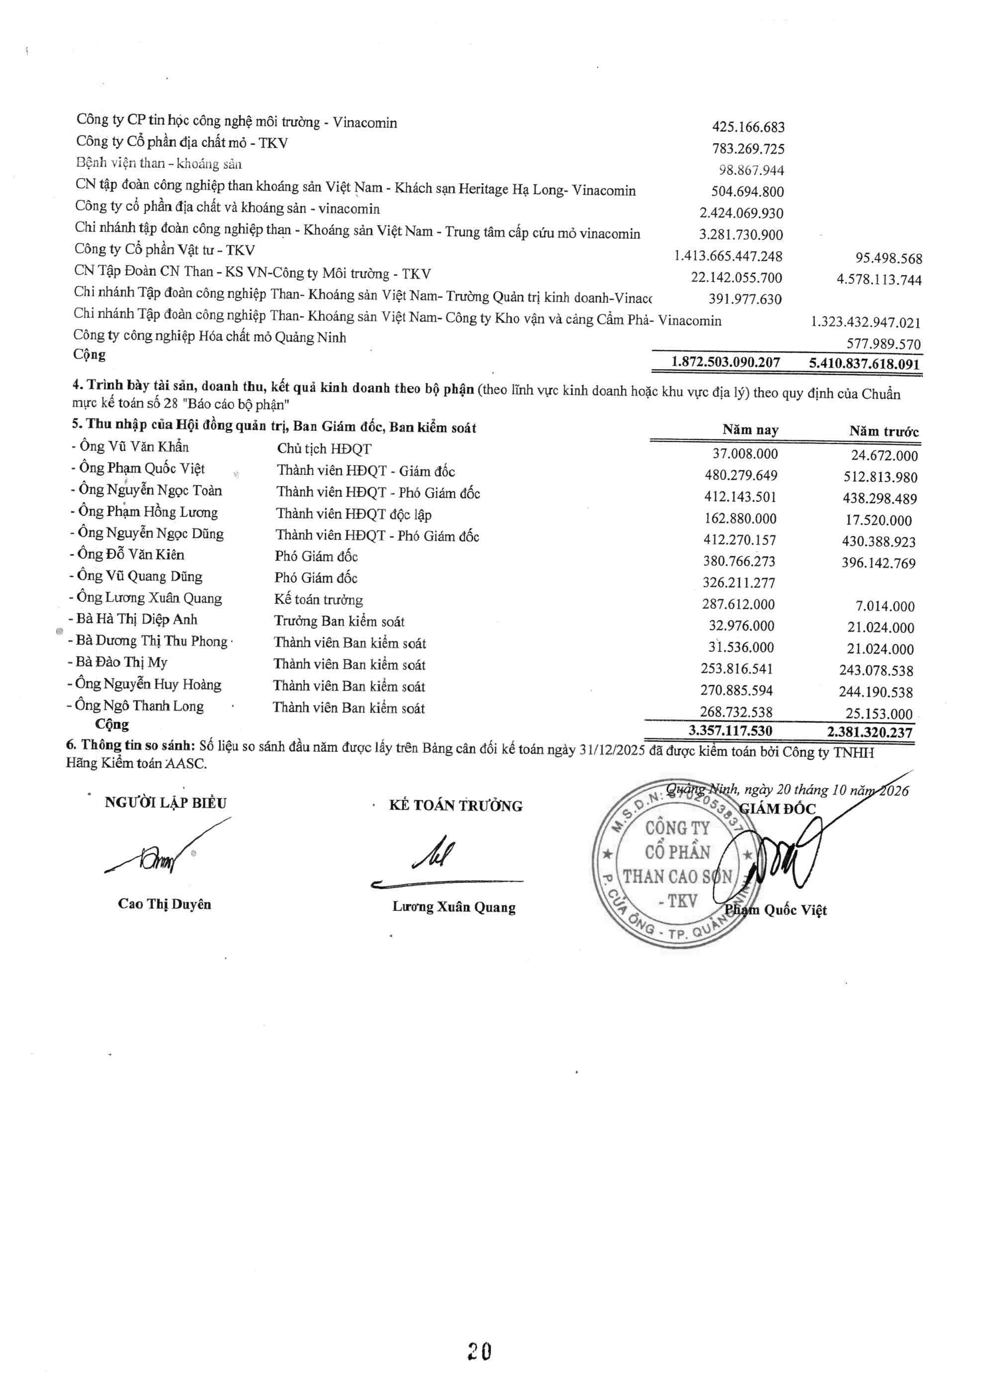 Công ty CP tin học công nghệ môi trường - Vinacomin 425.166.683
Công ty Cổ phần địa chất mỏ - TKV 783.269.725
Bệnh viện than - khoáng sản 98.867.944
CN tập đoàn công nghiệp than khoáng sản Việt Nam - Khách sạn Heritage Hạ Long- Vinacomin 504.694.800
Công ty cổ phần địa chất và khoáng sản - vinacomin 2.424.069.930
Chi nhánh tập đoàn công nghiệp than - Khoáng sản Việt Nam - Trung tâm cấp cứu mỏ vinacomin 3.281.730.900
Công ty Cổ phần Vật tư - TKV 1.413.665.447.248 95.498.568
CN Tập Đoàn CN Than - KS VN-Công ty Môi trường - TKV 22.142.055.700 4.578.113.744
Chi nhánh Tập đoàn công nghiệp Than- Khoáng sản Việt Nam- Trường Quản trị kinh doanh-Vinacc 391.977.630
Chi nhánh Tập đoàn công nghiệp Than- Khoáng sản Việt Nam- Công ty Kho vận và cảng Cẩm Phả- Vinacomin 1.323.432.947.021
Công ty công nghiệp Hóa chất mỏ Quảng Ninh 577.989.570
Cộng 1.872.503.090.207 5.410.837.618.091
4. Trình bày tài sản, doanh thu, kết quả kinh doanh theo bộ phận (theo lĩnh vực kinh doanh hoặc khu vực địa lý) theo quy định của Chuẩn
mực kế toán số 28 "Báo cáo bộ phận"
5. Thu nhập của Hội đồng quản trị, Ban Giám đốc, Ban kiểm soát Năm nay Năm trước
- Ông Vũ Văn Khẩn Chủ tịch HĐQT 37.008.000 24.672.000
- Ông Phạm Quốc Việt Thành viên HĐQT - Giám đốc 480.279.649 512.813.980
- Ông Nguyễn Ngọc Toàn Thành viên HĐQT - Phó Giám đốc 412.143.501 438.298.489
- Ông Phạm Hồng Lương Thành viên HĐQT độc lập 162.880.000 17.520.000
- Ông Nguyễn Ngọc Dũng Thành viên HĐQT - Phó Giám đốc 412.270.157 430.388.923
- Ông Đỗ Văn Kiên Phó Giám đốc 380.766.273 396.142.769
- Ông Vũ Quang Dũng Phó Giám đốc 326.211.277
- Ông Lương Xuân Quang Kế toán trưởng 287.612.000 7.014.000
- Bà Hà Thị Diệp Anh Trưởng Ban kiểm soát 32.976.000 21.024.000
- Bà Dương Thị Thu Phong Thành viên Ban kiểm soát 31.536.000 21.024.000
- Bà Đào Thị My Thành viên Ban kiểm soát 253.816.541 243.078.538
- Ông Nguyễn Huy Hoàng Thành viên Ban kiểm soát 270.885.594 244.190.538
- Ông Ngô Thanh Long Thành viên Ban kiểm soát 268.732.538 25.153.000
Cộng 3.357.117.530 2.381.320.237
6. Thông tin so sánh: Số liệu so sánh đầu năm được lấy trên Bảng cân đối kế toán ngày 31/12/2025 đã được kiểm toán bởi Công ty TNHH
Hãng Kiểm toán AASC.
Quảng Ninh, ngày 20 tháng 10 năm 2026
NGƯỜI LẬP BIỂU KẾ TOÁN TRƯỞNG GIÁM ĐỐC
M.S.D.N: 5702053837
CÔNG TY
CỔ PHẦN
THAN CAO SƠN
- TKV
P. CỬA ÔNG - TP. QUẢNG NINH
Cao Thị Duyên Lương Xuân Quang Phạm Quốc Việt
20